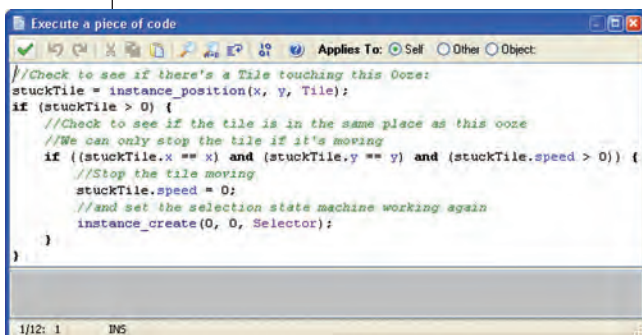 Execute a piece of code
Applies To: Self Other Object:
//Check to see if there's a Tile touching this Ooze:
stuckTile = instance_position(x, y, Tile);
if (stuckTile > 0) {
//Check to see if the tile is in the same place as this ooze
//We can only stop the tile if it's moving
if ((stuckTile.x == x) and (stuckTile.y == y) and (stuckTile.speed > 0)) {
//Stop the tile moving
stuckTile.speed = 0;
//and set the selection state machine working again
instance_create(0, 0, Selector);
}
}
1/12: 1 INS